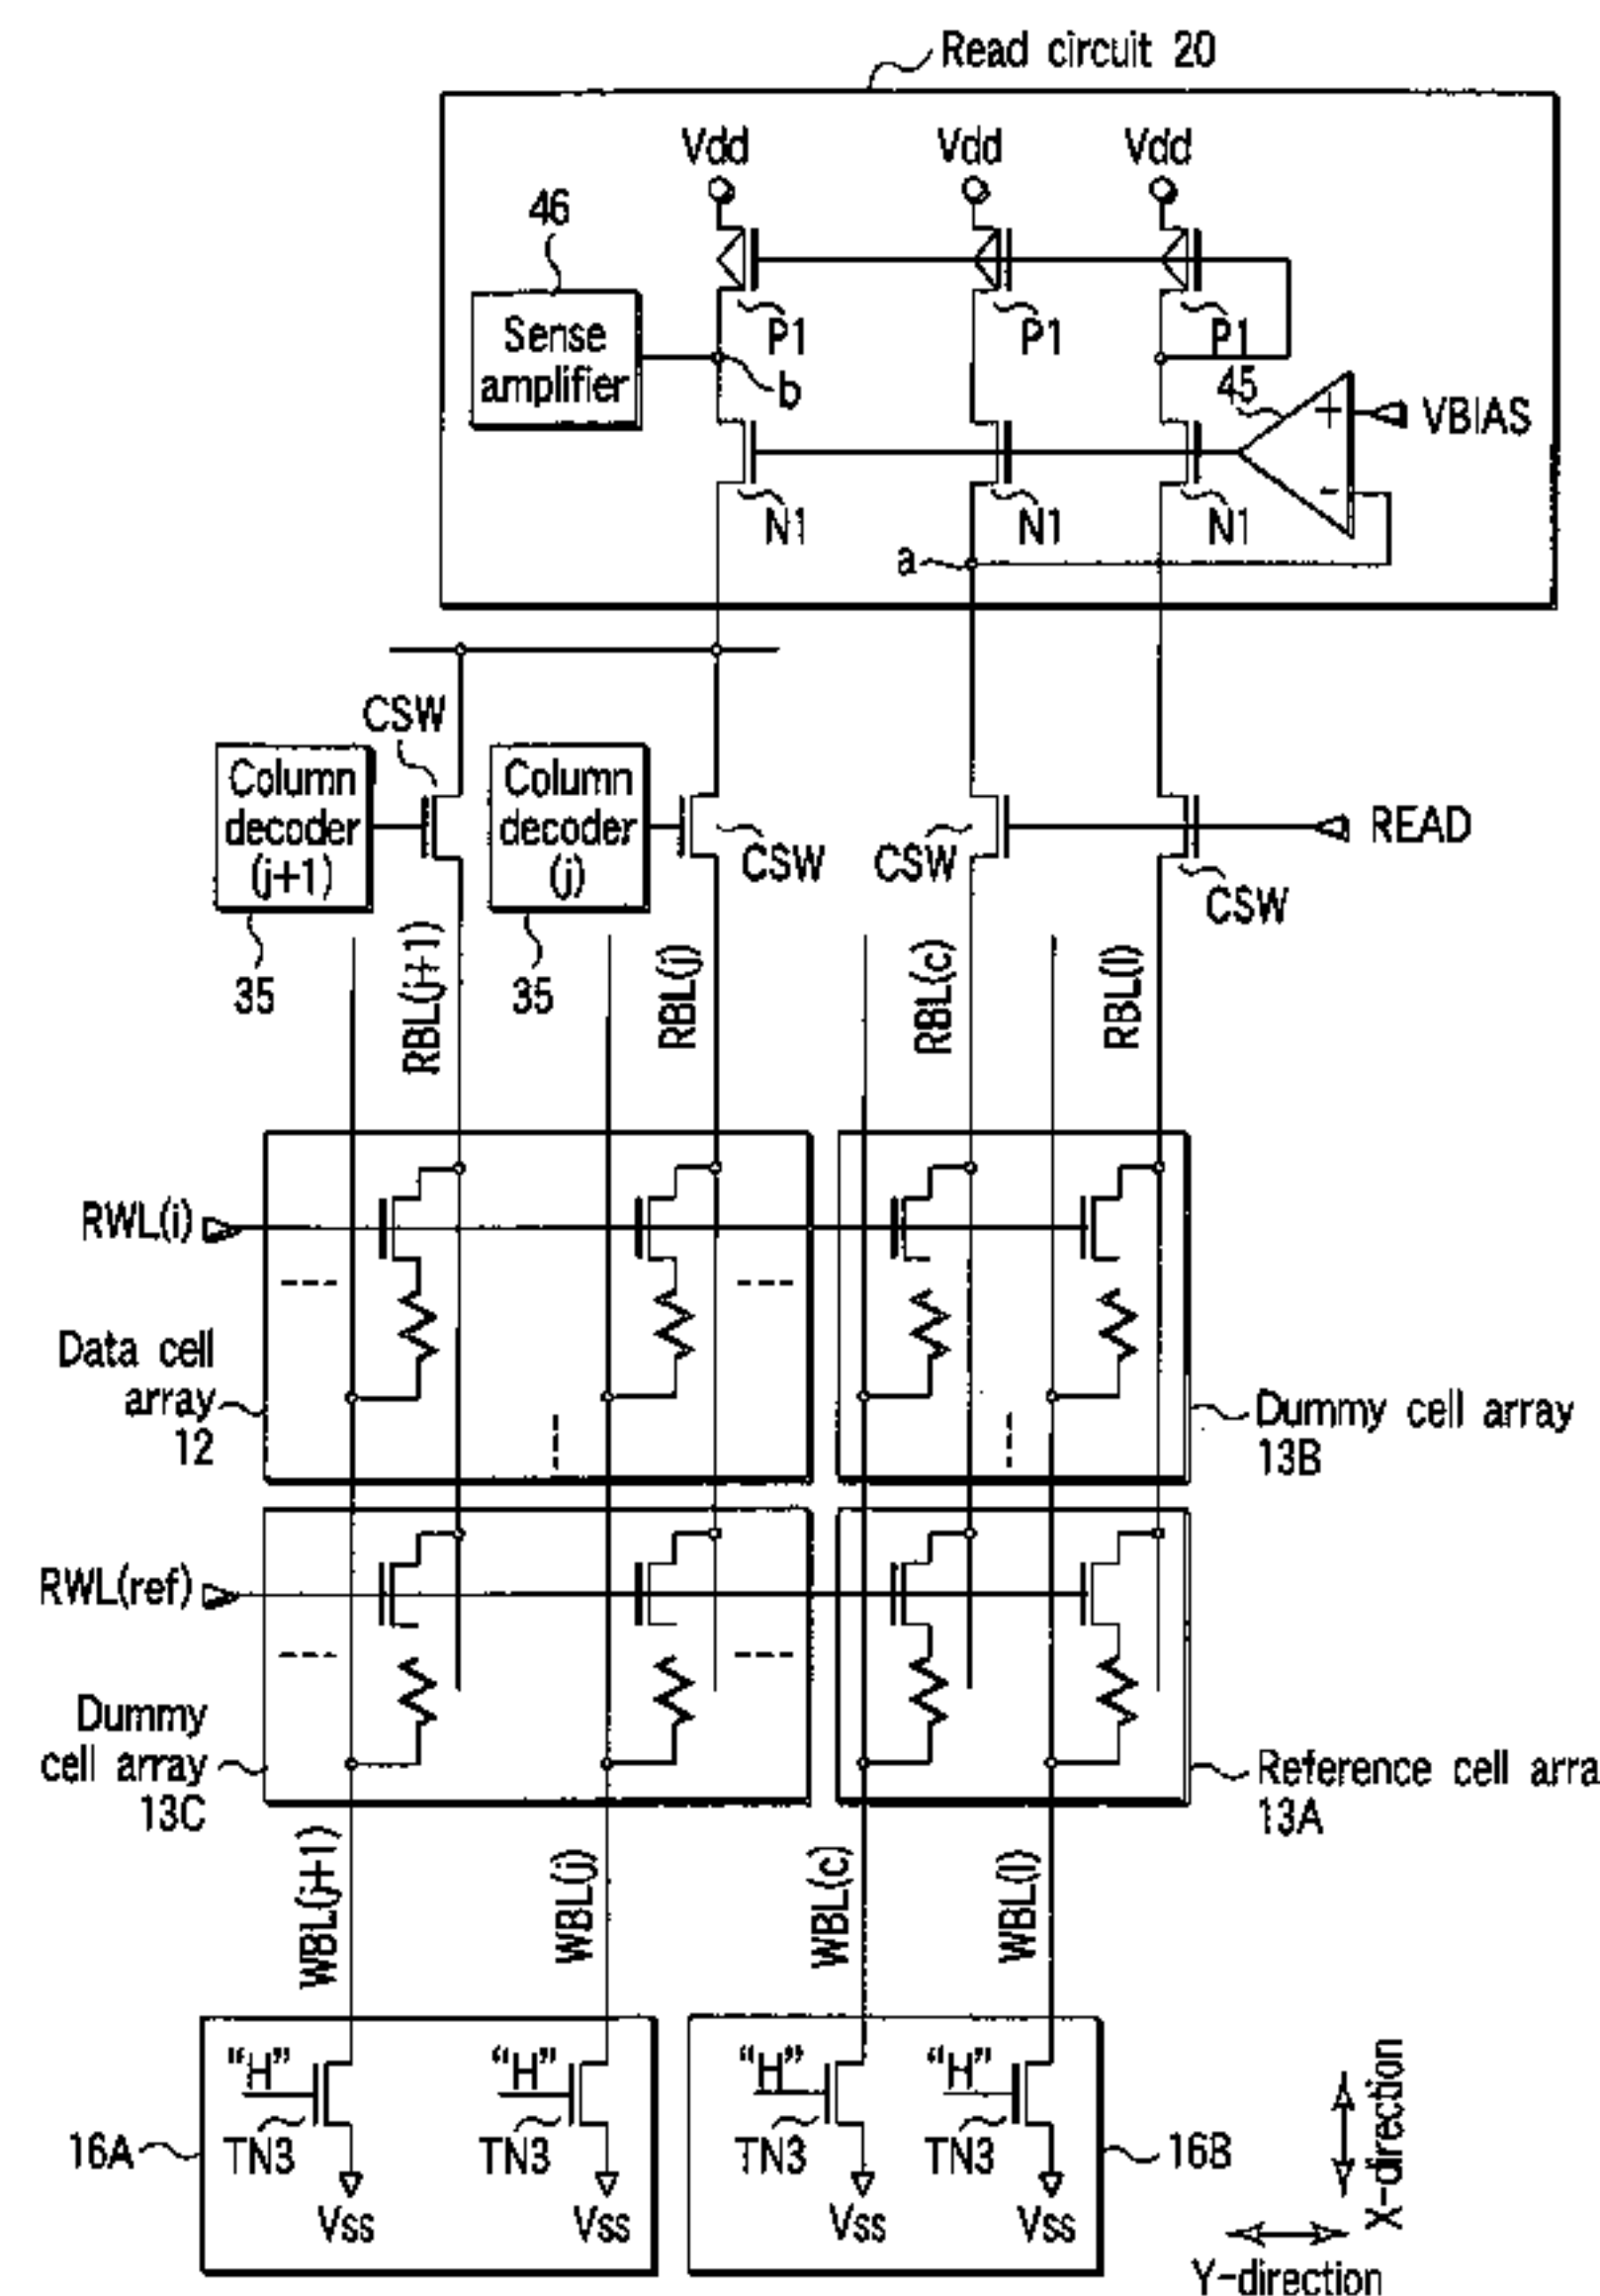 Read circuit 20
Vdd
Vdd
Vdd
46
Sense
amplifier
P1
P1
P1
b
45
+
VBIAS
-
N1
N1
N1
a
CSW
Column
decoder
(j+1)
Column
decoder
(j)
CSW
CSW
READ
CSW
35
35
RBL(j+1)
RBL(j)
RBL(c)
RBL(l)
RWL(i)
Data cell
array
12
Dummy cell array
13B
RWL(ref)
Dummy
cell array
13C
Reference cell arra
13A
WBL(j+1)
WBL(j)
WBL(c)
WBL(l)
"H"
"H"
"H"
"H"
16A
TN3
TN3
TN3
TN3
16B
Vss
Vss
Vss
Vss
X-direction
Y-direction